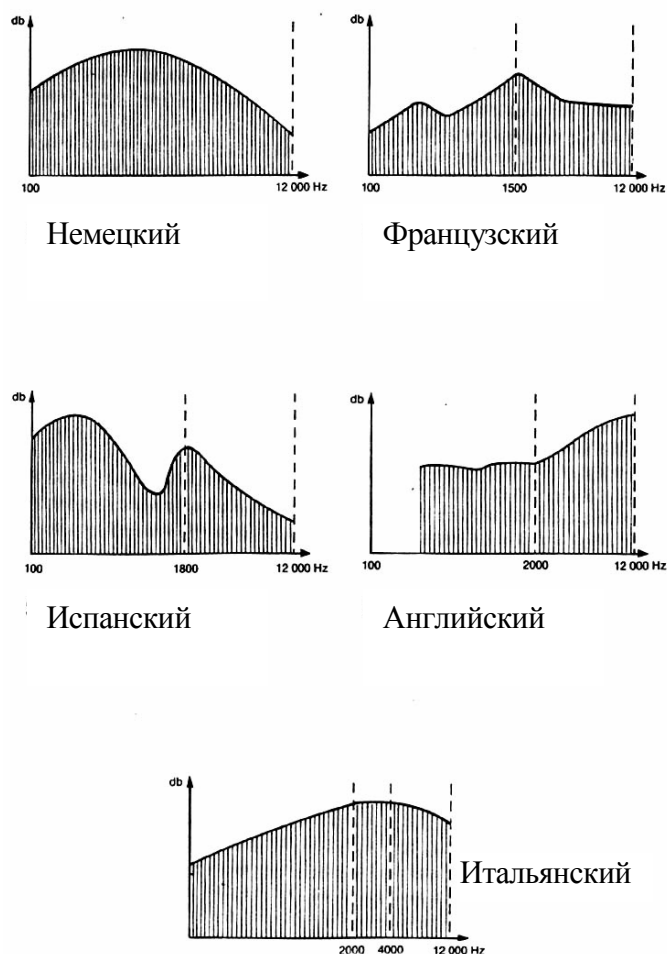 db
db
100 12 000 Hz
100 1500 12 000 Hz
Немецкий
Французский
db
db
100 1800 12 000 Hz
100 2000 12 000 Hz
Испанский
Английский
db
Итальянский
2000 4000 12 000 Hz